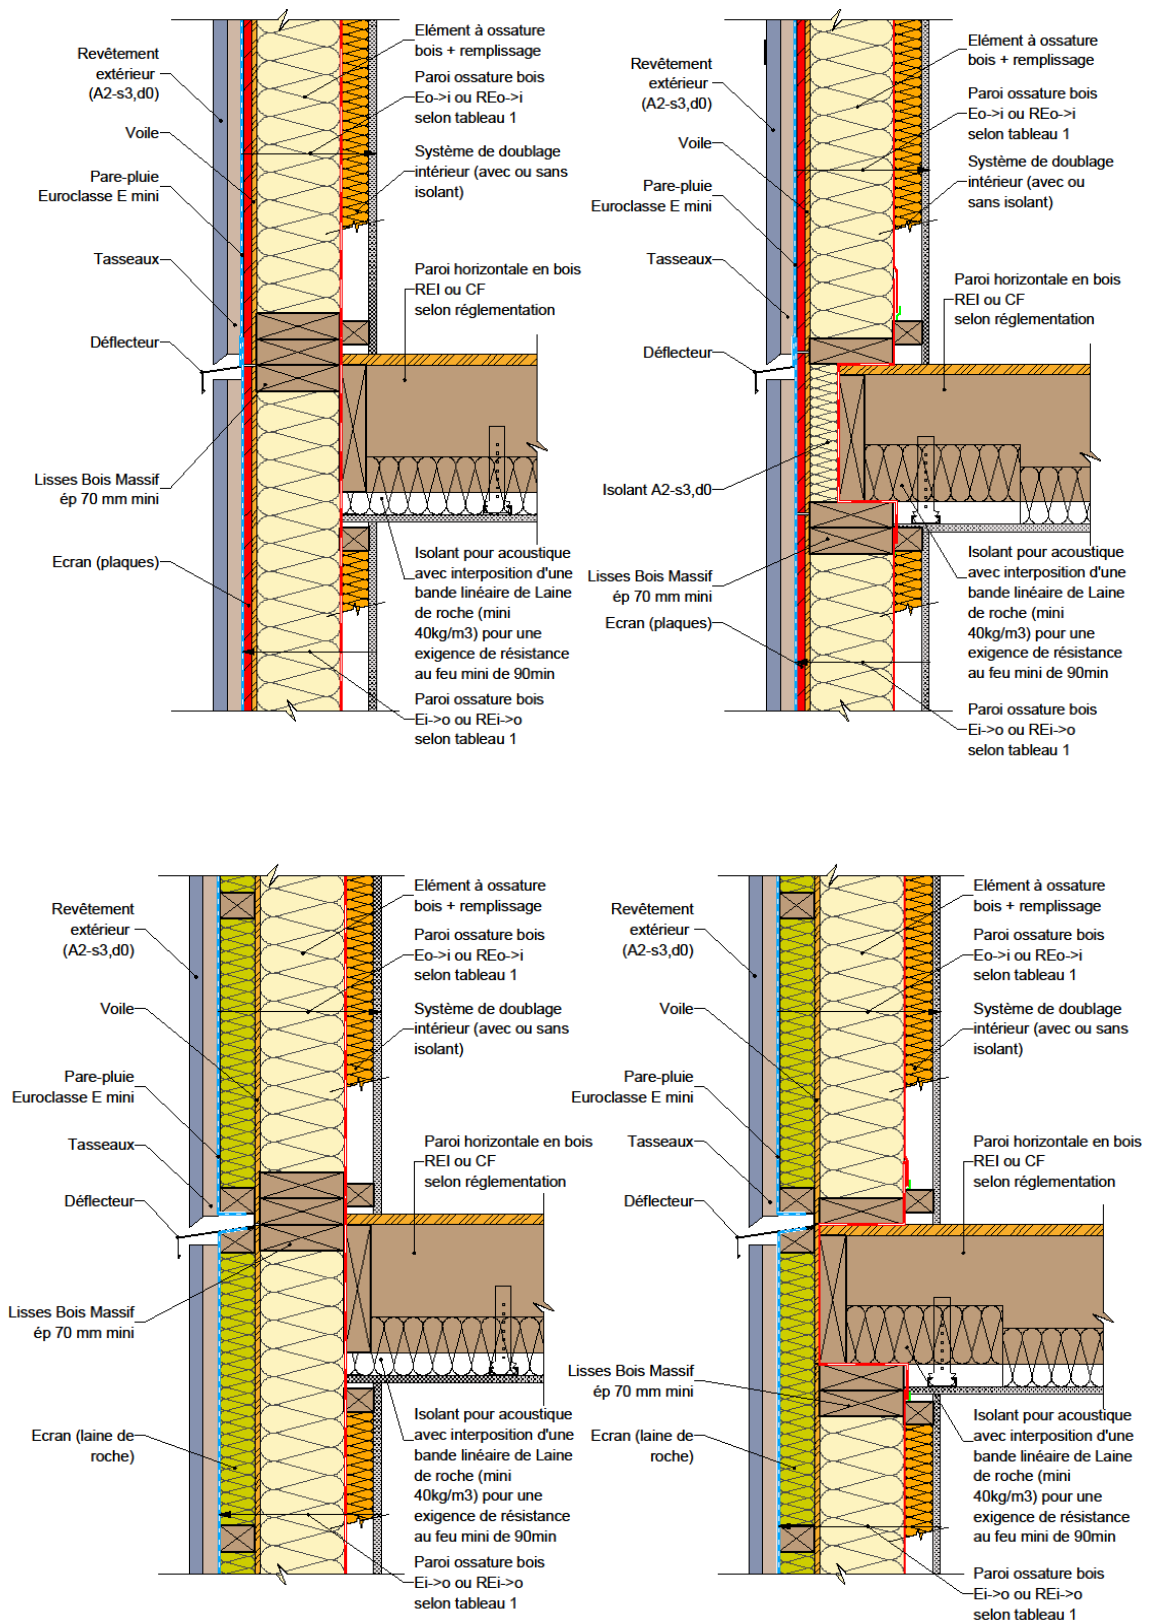 Revêtement
extérieur
(A2-s3,d0)
Voile
Pare-pluie
Euroclasse E mini
Tasseaux
Déflecteur
Lisses Bois Massif
ép 70 mm mini
Ecran (plaques)
Elément à ossature
bois + remplissage
Paroi ossature bois
Eo->i ou REo->i
selon tableau 1
Système de doublage
intérieur (avec ou sans
isolant)
Paroi horizontale en bois
REI ou CF
selon réglementation
Isolant pour acoustique
avec interposition d'une
bande linéaire de Laine
de roche (mini
40kg/m3) pour une
exigence de résistance
au feu mini de 90min
Paroi ossature bois
Ei->o ou REi->o
selon tableau 1
Revêtement
extérieur
(A2-s3,d0)
Voile
Pare-pluie
Euroclasse E mini
Tasseaux
Déflecteur
Isolant A2-s3,d0
Lisses Bois Massif
ép 70 mm mini
Ecran (plaques)
Elément à ossature
bois + remplissage
Paroi ossature bois
Eo->i ou REo->i
selon tableau 1
Système de doublage
intérieur (avec ou
sans isolant)
Paroi horizontale en bois
REI ou CF
selon réglementation
Isolant pour acoustique
avec interposition d'une
bande linéaire de Laine
de roche (mini
40kg/m3) pour une
exigence de résistance
au feu mini de 90min
Paroi ossature bois
Ei->o ou REi->o
selon tableau 1
Revêtement
extérieur
(A2-s3,d0)
Voile
Pare-pluie
Euroclasse E mini
Tasseaux
Déflecteur
Lisses Bois Massif
ép 70 mm mini
Ecran (laine de
roche)
Elément à ossature
bois + remplissage
Paroi ossature bois
Eo->i ou REo->i
selon tableau 1
Système de doublage
intérieur (avec ou sans
isolant)
Paroi horizontale en bois
REI ou CF
selon réglementation
Isolant pour acoustique
avec interposition d'une
bande linéaire de Laine
de roche (mini
40kg/m3) pour une
exigence de résistance
au feu mini de 90min
Paroi ossature bois
Ei->o ou REi->o
selon tableau 1
Revêtement
extérieur
(A2-s3,d0)
Voile
Pare-pluie
Euroclasse E mini
Tasseaux
Déflecteur
Lisses Bois Massif
ép 70 mm mini
Ecran (laine de
roche)
Elément à ossature
bois + remplissage
Paroi ossature bois
Eo->i ou REo->i
selon tableau 1
Système de doublage
intérieur (avec ou sans
isolant)
Paroi horizontale en bois
REI ou CF
selon réglementation
Isolant pour acoustique
avec interposition d'une
bande linéaire de Laine
de roche (mini
40kg/m3) pour une
exigence de résistance
au feu mini de 90min
Paroi ossature bois
Ei->o ou REi->o
selon tableau 1